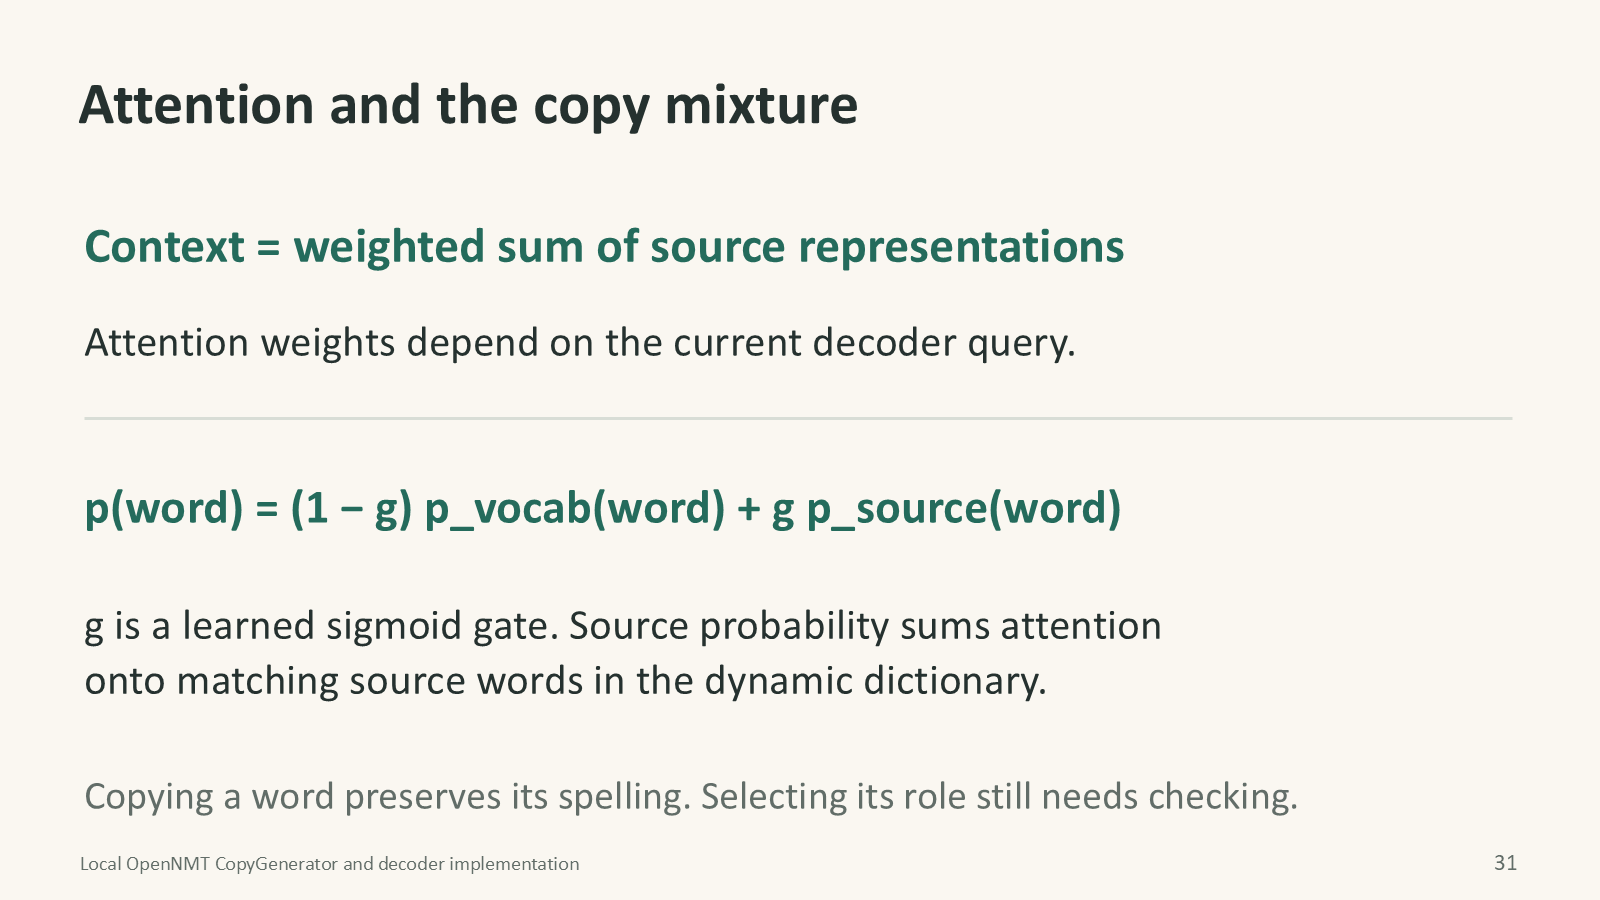 Attention and the copy mixture
Context = weighted sum of source representations
Attention weights depend on the current decoder query.
p(word) = (1 − g) p_vocab(word) + g p_source(word)
g is a learned sigmoid gate. Source probability sums attention
onto matching source words in the dynamic dictionary.
Copying a word preserves its spelling. Selecting its role still needs checking.
Local OpenNMT CopyGenerator and decoder implementation
31